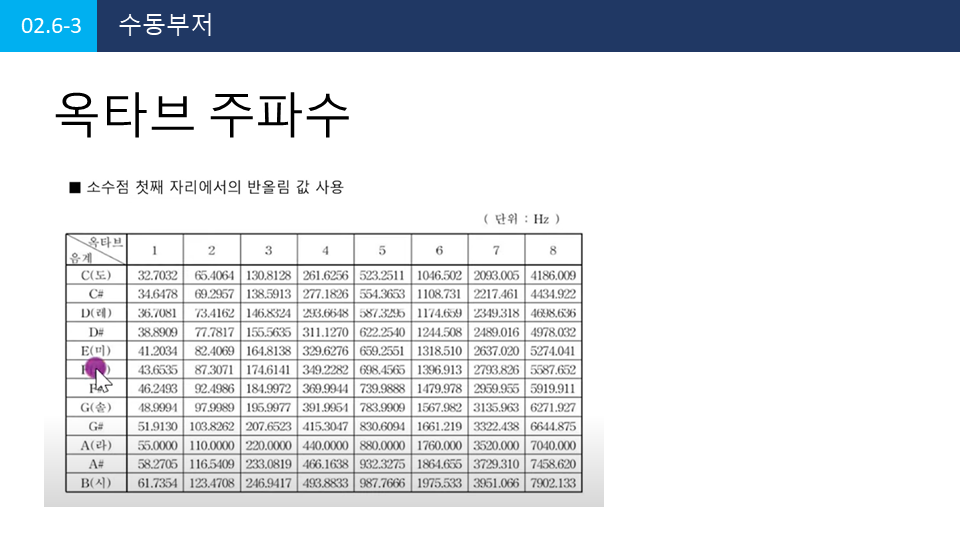 02.6-3 수동부저
옥타브 주파수
■ 소수점 첫째 자리에서의 반올림 값 사용
( 단위 : Hz )
옥타브
음계 1 2 3 4 5 6 7 8
C(도) 32.7032 65.4064 130.8128 261.6256 523.2511 1046.502 2093.005 4186.009
C# 34.6478 69.2957 138.5913 277.1826 554.3653 1108.731 2217.461 4434.922
D(레) 36.7081 73.4162 146.8324 293.6648 587.3295 1174.659 2349.318 4698.636
D# 38.8909 77.7817 155.5635 311.1270 622.2540 1244.508 2489.016 4978.032
E(미) 41.2034 82.4069 164.8138 329.6276 659.2551 1318.510 2637.020 5274.041
43.6535 87.3071 174.6141 349.2282 698.4565 1396.913 2793.826 5587.652
46.2493 92.4986 184.9972 369.9944 739.9888 1479.978 2959.955 5919.911
G(솔) 48.9994 97.9989 195.9977 391.9954 783.9909 1567.982 3135.963 6271.927
G# 51.9130 103.8262 207.6523 415.3047 830.6094 1661.219 3322.438 6644.875
A(라) 55.0000 110.0000 220.0000 440.0000 880.0000 1760.000 3520.000 7040.000
A# 58.2705 116.5409 233.0819 466.1638 932.3275 1864.655 3729.310 7458.620
B(시) 61.7354 123.4708 246.9417 493.8833 987.7666 1975.533 3951.066 7902.133